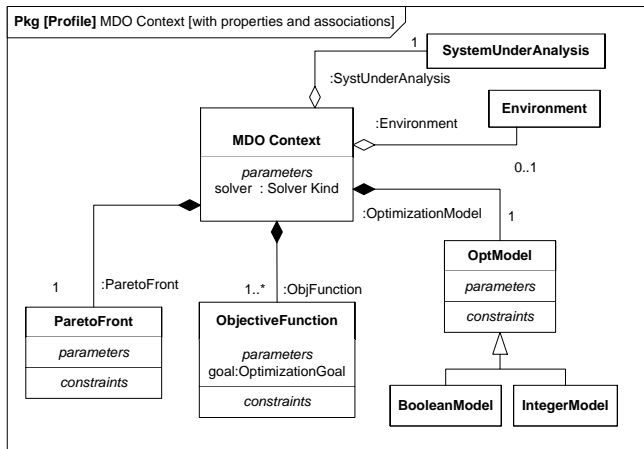 Pkg [Profile] MDO Context [with properties and associations]
1
SystemUnderAnalysis
:SystUnderAnalysis
Environment
:Environment
0..1
MDO Context
parameters
solver : Solver Kind
:OptimizationModel
1
OptModel
parameters
constraints
1
:ParetoFront
1..*
:ObjFunction
ParetoFront
parameters
constraints
ObjectiveFunction
parameters
goal:OptimizationGoal
constraints
BooleanModel
IntegerModel